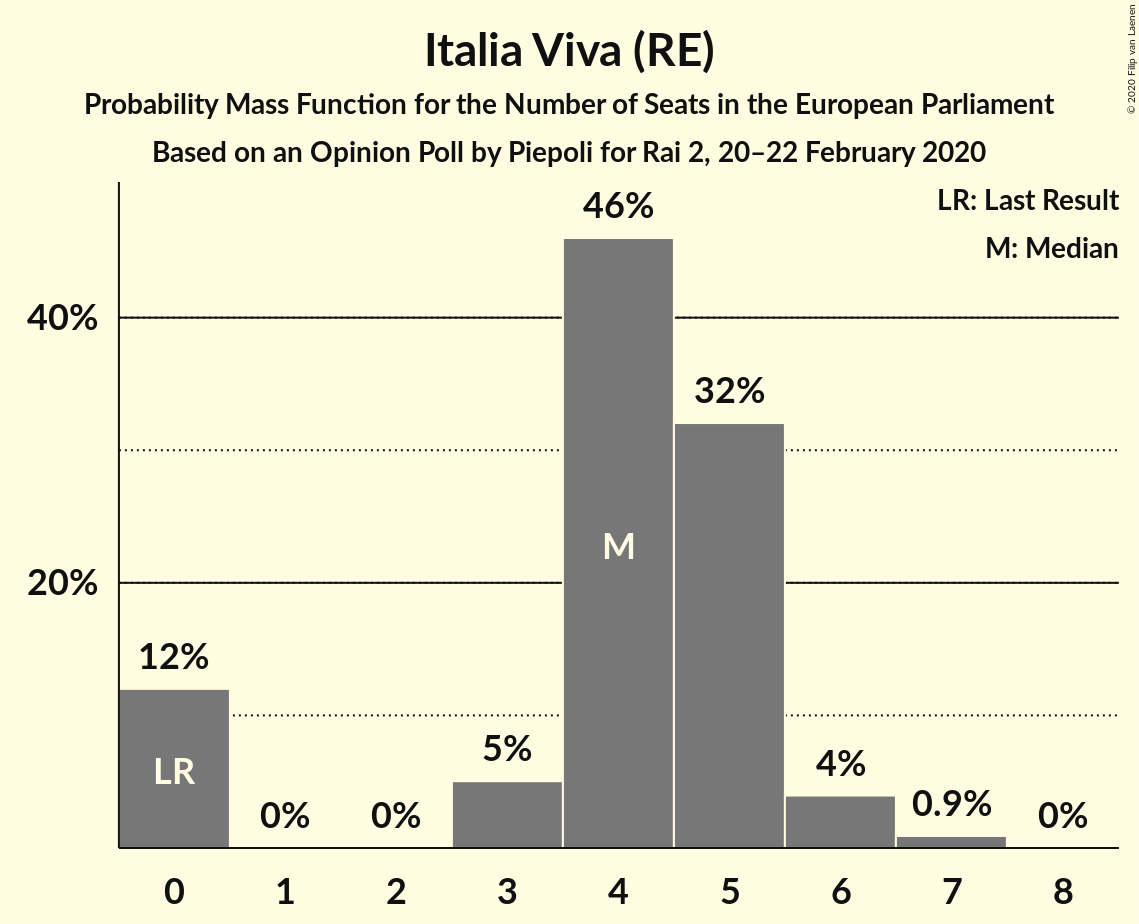 Italia Viva (RE)
Probability Mass Function for the Number of Seats in the European Parliament
Based on an Opinion Poll by Piepoli for Rai 2, 20–22 February 2020
© 2020 Filip van Laenen
LR: Last Result
M: Median
46%
40%
32%
M
20%
12%
LR
5%
4%
0.9%
0%
0%
0%
0 1 2 3 4 5 6 7 8